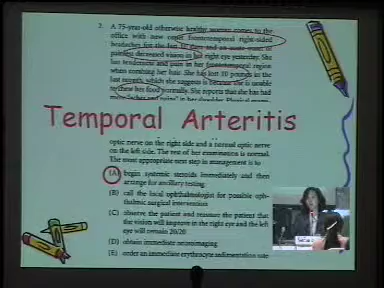 2. A 75-year-old otherwise healthy woman comes to the
office with new onset frontotemporal right-sided
headaches for the last 10 days and an acute onset of
painless decreased vision in her right eye yesterday. She
has tenderness and pain in her frontotemporal region
when combing her hair. She has lost 10 pounds in the
last month, which she suggests is because she is unable
to chew her food normally. She reports that she has had
Temporal Arteritis
optic nerve on the right side and a normal optic nerve
on the left side. The rest of her examination is normal.
The most appropriate next step in management is to
(A) begin systemic steroids immediately and then
arrange for ancillary testing
(B) call the local ophthalmologist for possible oph-
thalmic surgical intervention
(C) observe the patient and reassure the patient that
the vision will improve in the right eye and the left
eye will remain 20/20
(D) obtain immediate neuroimaging
(E) order an immediate erythrocyte sedimentation rate